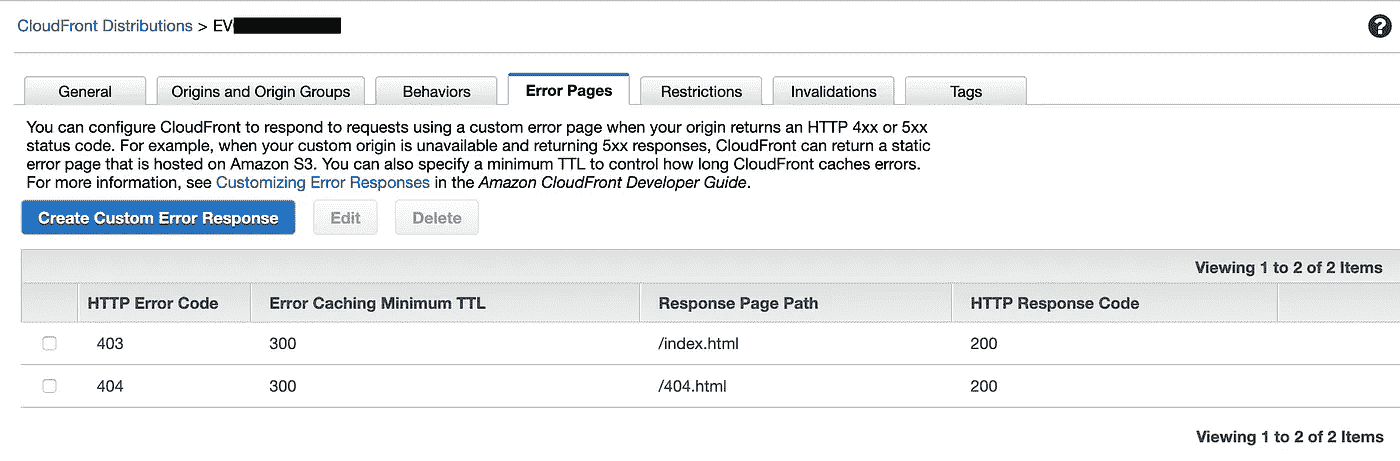 CloudFront Distributions > EV
?
General Origins and Origin Groups Behaviors Error Pages Restrictions Invalidations Tags
You can configure CloudFront to respond to requests using a custom error page when your origin returns an HTTP 4xx or 5xx
status code. For example, when your custom origin is unavailable and returning 5xx responses, CloudFront can return a static
error page that is hosted on Amazon S3. You can also specify a minimum TTL to control how long CloudFront caches errors.
For more information, see Customizing Error Responses in the Amazon CloudFront Developer Guide.
Create Custom Error Response Edit Delete
Viewing 1 to 2 of 2 Items
HTTP Error Code Error Caching Minimum TTL Response Page Path HTTP Response Code
403 300 /index.html 200
404 300 /404.html 200
Viewing 1 to 2 of 2 Items